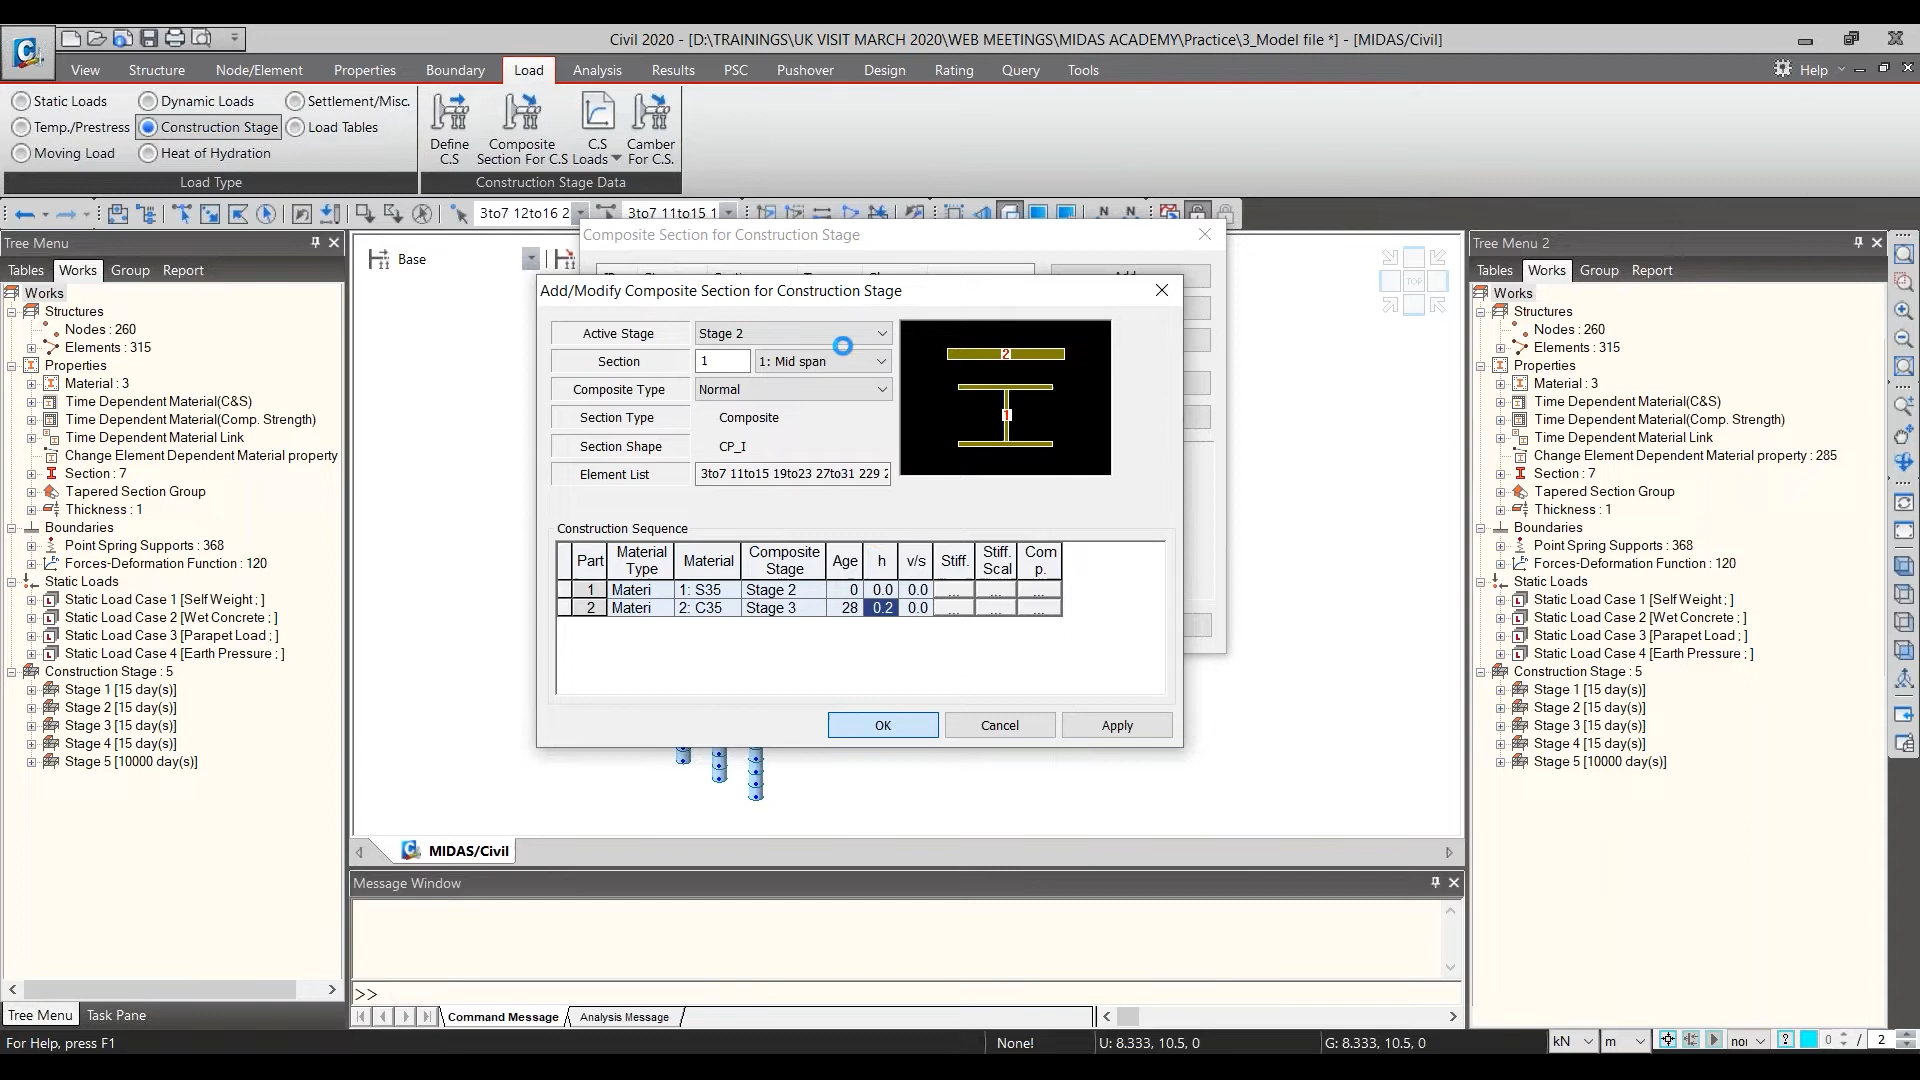 Civil 2020 - [D:\TRAININGS\UK VISIT MARCH 2020\WEB MEETINGS\MIDAS ACADEMY\Practice\3_Model file *] - [MIDAS/Civil]
View Structure Node/Element Properties Boundary Load Analysis Results PSC Pushover Design Rating Query Tools Help
Static Loads Dynamic Loads Settlement/Misc.
Temp./Prestress Construction Stage Load Tables
Moving Load Heat of Hydration
Define C.S
Composite Section For C.S
C.S Loads
Camber For C.S.
Load Type Construction Stage Data
3to7 12to16 2 3to7 11to15 1
Tree Menu
Tables Works Group Report
Works
Structures
Nodes : 260
Elements : 315
Properties
Material : 3
Time Dependent Material(C&S)
Time Dependent Material(Comp. Strength)
Time Dependent Material Link
Change Element Dependent Material property
Section : 7
Tapered Section Group
Thickness : 1
Boundaries
Point Spring Supports : 368
Forces-Deformation Function : 120
Static Loads
Static Load Case 1 [Self Weight ; ]
Static Load Case 2 [Wet Concrete ; ]
Static Load Case 3 [Parapet Load ; ]
Static Load Case 4 [Earth Pressure ; ]
Construction Stage : 5
Stage 1 [15 day(s)]
Stage 2 [15 day(s)]
Stage 3 [15 day(s)]
Stage 4 [15 day(s)]
Stage 5 [10000 day(s)]
Tree Menu Task Pane
Base
Composite Section for Construction Stage
Add/Modify Composite Section for Construction Stage
Active Stage Stage 2
Section 1 1: Mid span
Composite Type Normal
Section Type Composite
Section Shape CP_I
Element List 3to7 11to15 19to23 27to31 229 2
2
1
Construction Sequence
Part Material Type Material Composite Stage Age h v/s Stiff. Stiff. Scal Com p.
1 Materi 1: S35 Stage 2 0 0.0 0.0 ... ... ...
2 Materi 2: C35 Stage 3 28 0.2 0.0 ... ... ...
OK Cancel Apply
TOP
MIDAS/Civil
Message Window
>>
Command Message Analysis Message
Tree Menu 2
Tables Works Group Report
Works
Structures
Nodes : 260
Elements : 315
Properties
Material : 3
Time Dependent Material(C&S)
Time Dependent Material(Comp. Strength)
Time Dependent Material Link
Change Element Dependent Material property : 285
Section : 7
Tapered Section Group
Thickness : 1
Boundaries
Point Spring Supports : 368
Forces-Deformation Function : 120
Static Loads
Static Load Case 1 [Self Weight ; ]
Static Load Case 2 [Wet Concrete ; ]
Static Load Case 3 [Parapet Load ; ]
Static Load Case 4 [Earth Pressure ; ]
Construction Stage : 5
Stage 1 [15 day(s)]
Stage 2 [15 day(s)]
Stage 3 [15 day(s)]
Stage 4 [15 day(s)]
Stage 5 [10000 day(s)]
For Help, press F1 None! U: 8.333, 10.5, 0 G: 8.333, 10.5, 0 kN m noi 0 / 2